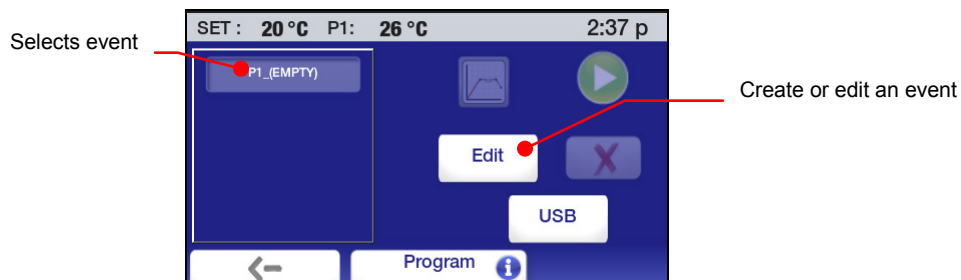 SET : 20 °C P1: 26 °C 2:37 p
Selects event
P1_(EMPTY)
Create or edit an event
Edit
X
USB
Program i